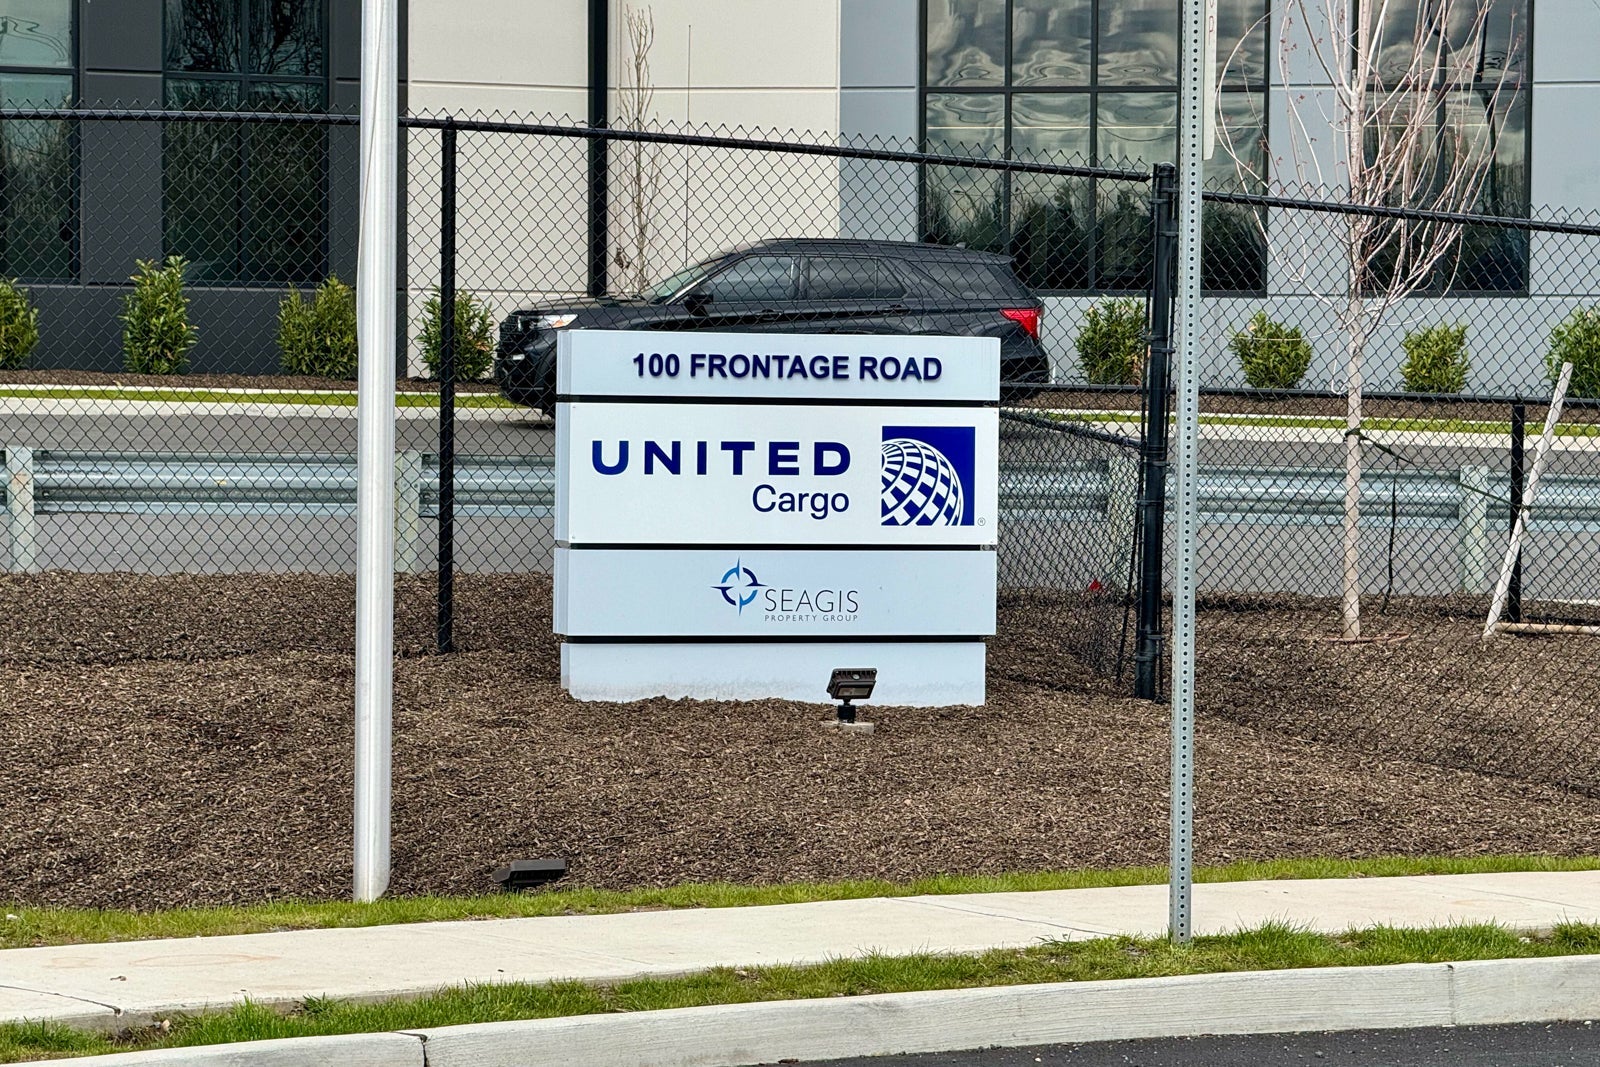 100 FRONTAGE ROAD
UNITED
Cargo
®
SEAGIS
PROPERTY GROUP